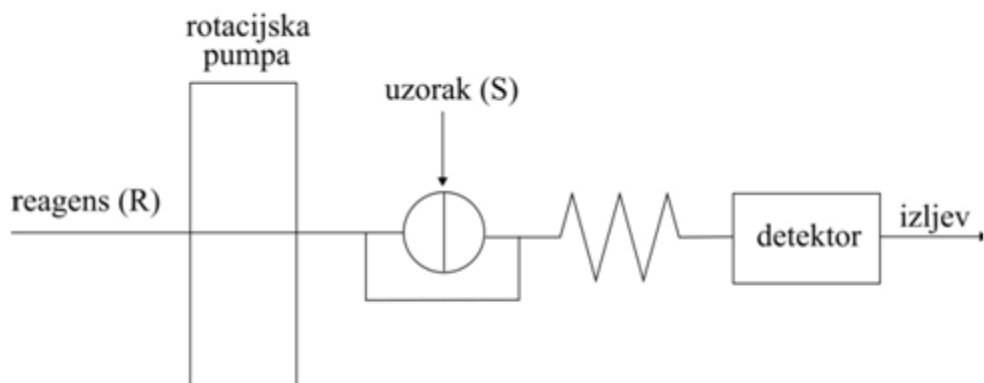 rotacijska
pumpa
uzorak (S)
reagens (R)
detektor
izljev